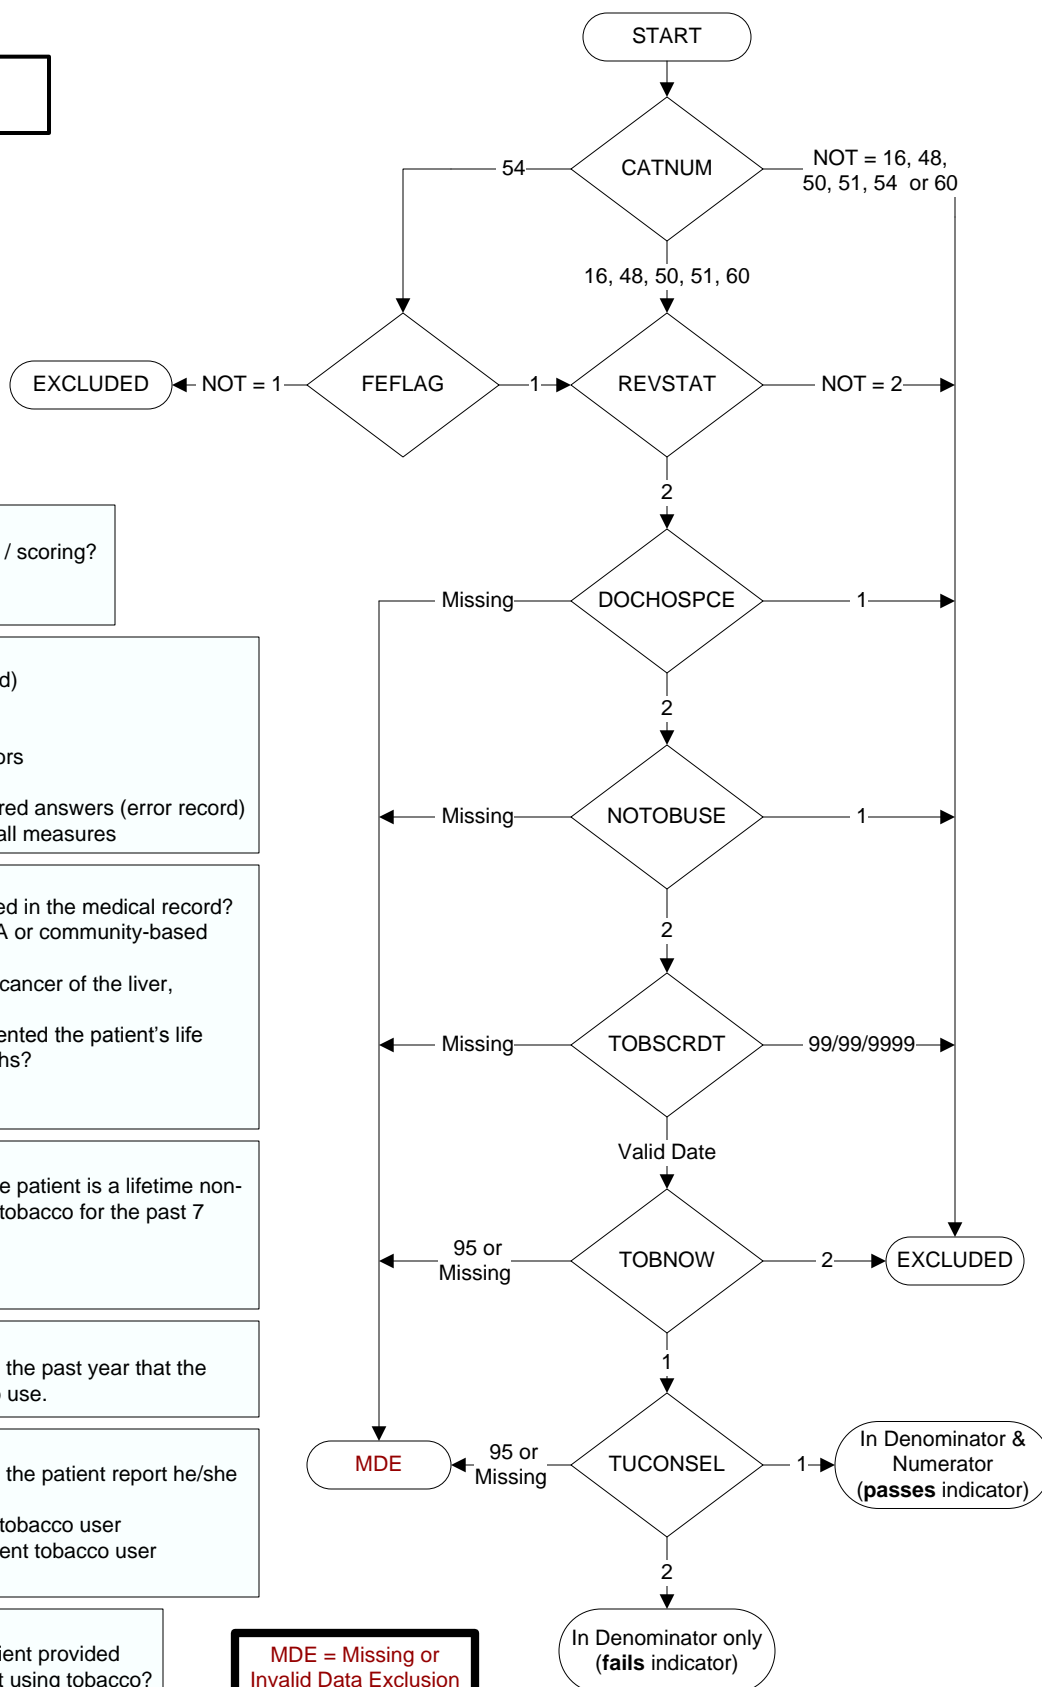 START
CATNUM
54
NOT = 16, 48,
50, 51, 54 or 60
16, 48, 50, 51, 60
EXCLUDED
NOT = 1
FEFLAG
1
REVSTAT
NOT = 2
2
/ scoring?
Missing
DOCHOSPCE
1
2
d)
ors
red answers (error record)
all measures
Missing
NOTOBUSE
1
2
ed in the medical record?
A or community-based
cancer of the liver,
ented the patient's life
hs?
Missing
TOBSCRDT
99/99/9999
Valid Date
e patient is a lifetime non-
tobacco for the past 7
95 or
Missing
TOBNOW
2
EXCLUDED
1
the past year that the
o use.
the patient report he/she
tobacco user
ent tobacco user
MDE
95 or
Missing
TUCONSEL
1
In Denominator &
Numerator
(passes indicator)
2
In Denominator only
(fails indicator)
ient provided
t using tobacco?
MDE = Missing or
Invalid Data Exclusion